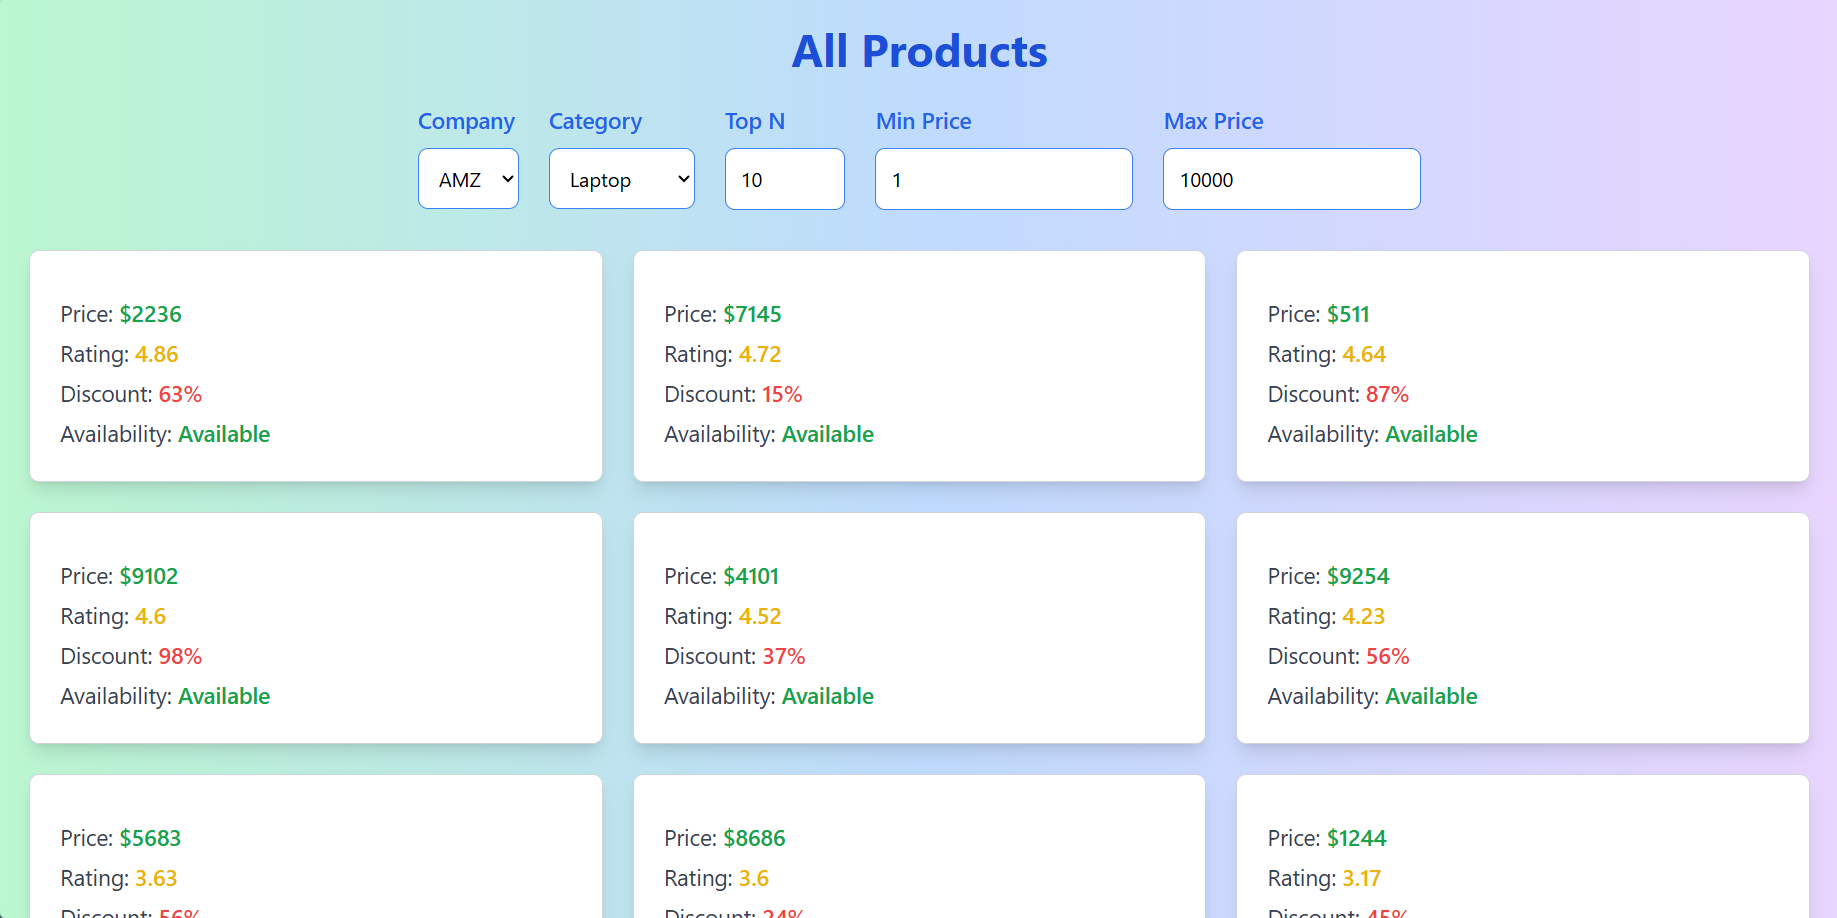 All Products
Company Category Top N Min Price Max Price
AMZ Laptop 10 1 10000
Price: $2236
Rating: 4.86
Discount: 63%
Availability: Available
Price: $7145
Rating: 4.72
Discount: 15%
Availability: Available
Price: $511
Rating: 4.64
Discount: 87%
Availability: Available
Price: $9102
Rating: 4.6
Discount: 98%
Availability: Available
Price: $4101
Rating: 4.52
Discount: 37%
Availability: Available
Price: $9254
Rating: 4.23
Discount: 56%
Availability: Available
Price: $5683
Rating: 3.63
Discount: 56%
Price: $8686
Rating: 3.6
Discount: 24%
Price: $1244
Rating: 3.17
Discount: 45%